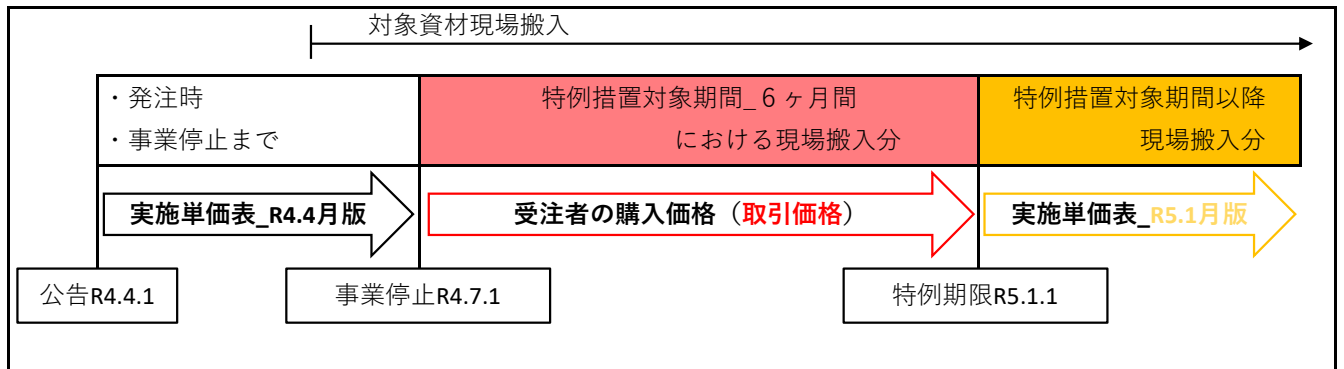 対象資材現場搬入
・発注時
・事業停止まで
特例措置対象期間_６ヶ月間
における現場搬入分
特例措置対象期間以降
現場搬入分
実施単価表_R4.4月版
受注者の購入価格（取引価格）
実施単価表_R5.1月版
公告R4.4.1
事業停止R4.7.1
特例期限R5.1.1